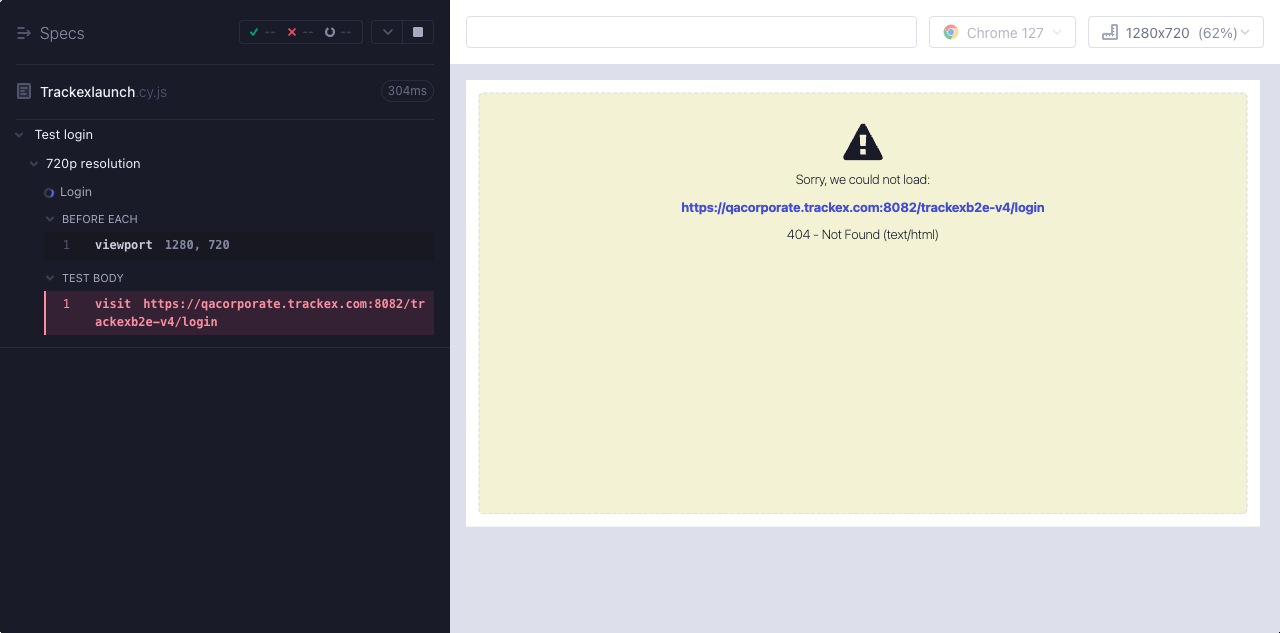 Specs
-- -- --
Chrome 127
1280x720 (62%)
Trackexlaunch.cy.js
304ms
Test login
720p resolution
Login
BEFORE EACH
1 viewport 1280, 720
TEST BODY
1 visit https://qacorporate.trackex.com:8082/tr
ackexb2e-v4/login
Sorry, we could not load:
https://qacorporate.trackex.com:8082/trackexb2e-v4/login
404 - Not Found (text/html)